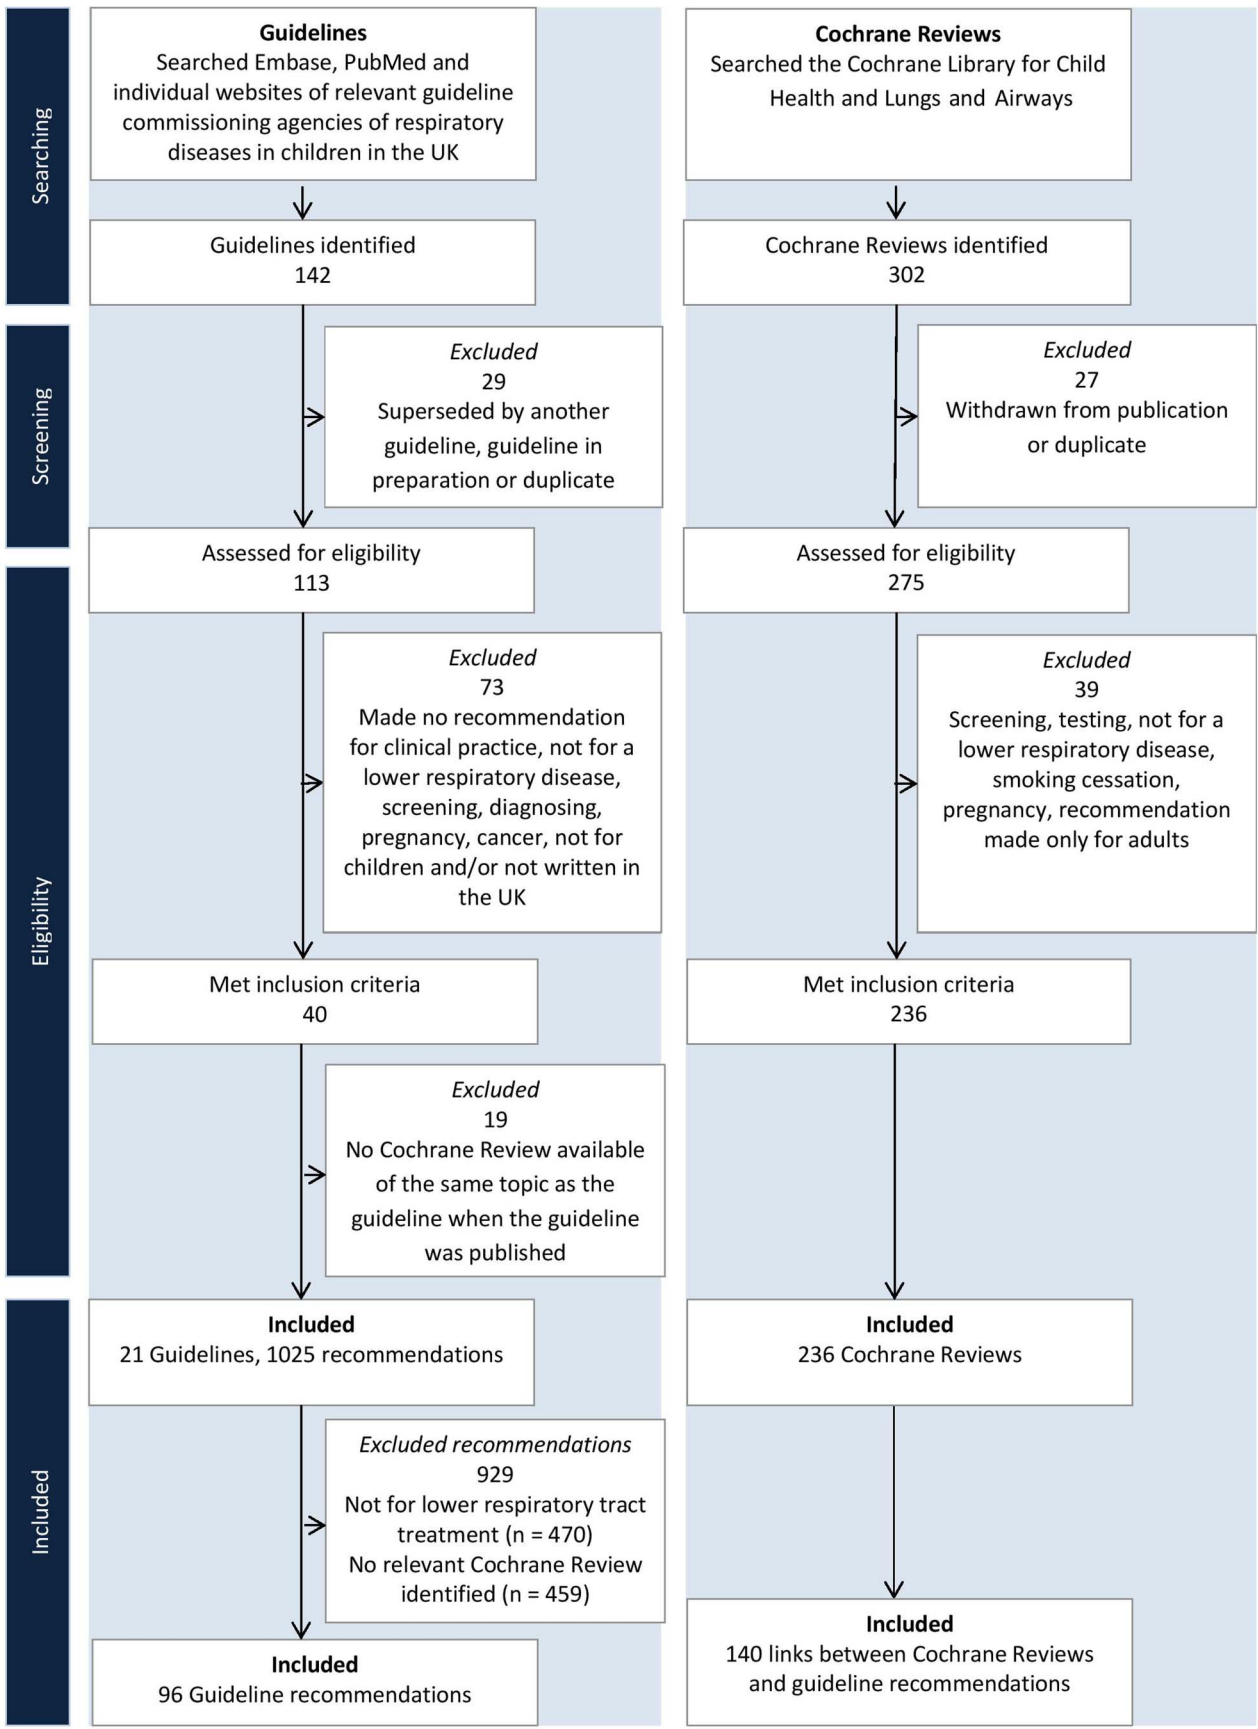 Searching
Guidelines
Searched Embase, PubMed and
individual websites of relevant guideline
commissioning agencies of respiratory
diseases in children in the UK
Cochrane Reviews
Searched the Cochrane Library for Child
Health and Lungs and Airways
Guidelines identified
142
Cochrane Reviews identified
302
Screening
Excluded
29
Superseded by another
guideline, guideline in
preparation or duplicate
Excluded
27
Withdrawn from publication
or duplicate
Assessed for eligibility
113
Assessed for eligibility
275
Eligibility
Excluded
73
Made no recommendation
for clinical practice, not for a
lower respiratory disease,
screening, diagnosing,
pregnancy, cancer, not for
children and/or not written in
the UK
Excluded
39
Screening, testing, not for a
lower respiratory disease,
smoking cessation,
pregnancy, recommendation
made only for adults
Met inclusion criteria
40
Met inclusion criteria
236
Excluded
19
No Cochrane Review available
of the same topic as the
guideline when the guideline
was published
Included
Included
21 Guidelines, 1025 recommendations
Included
236 Cochrane Reviews
Excluded recommendations
929
Not for lower respiratory tract
treatment (n = 470)
No relevant Cochrane Review
identified (n = 459)
Included
96 Guideline recommendations
Included
140 links between Cochrane Reviews
and guideline recommendations